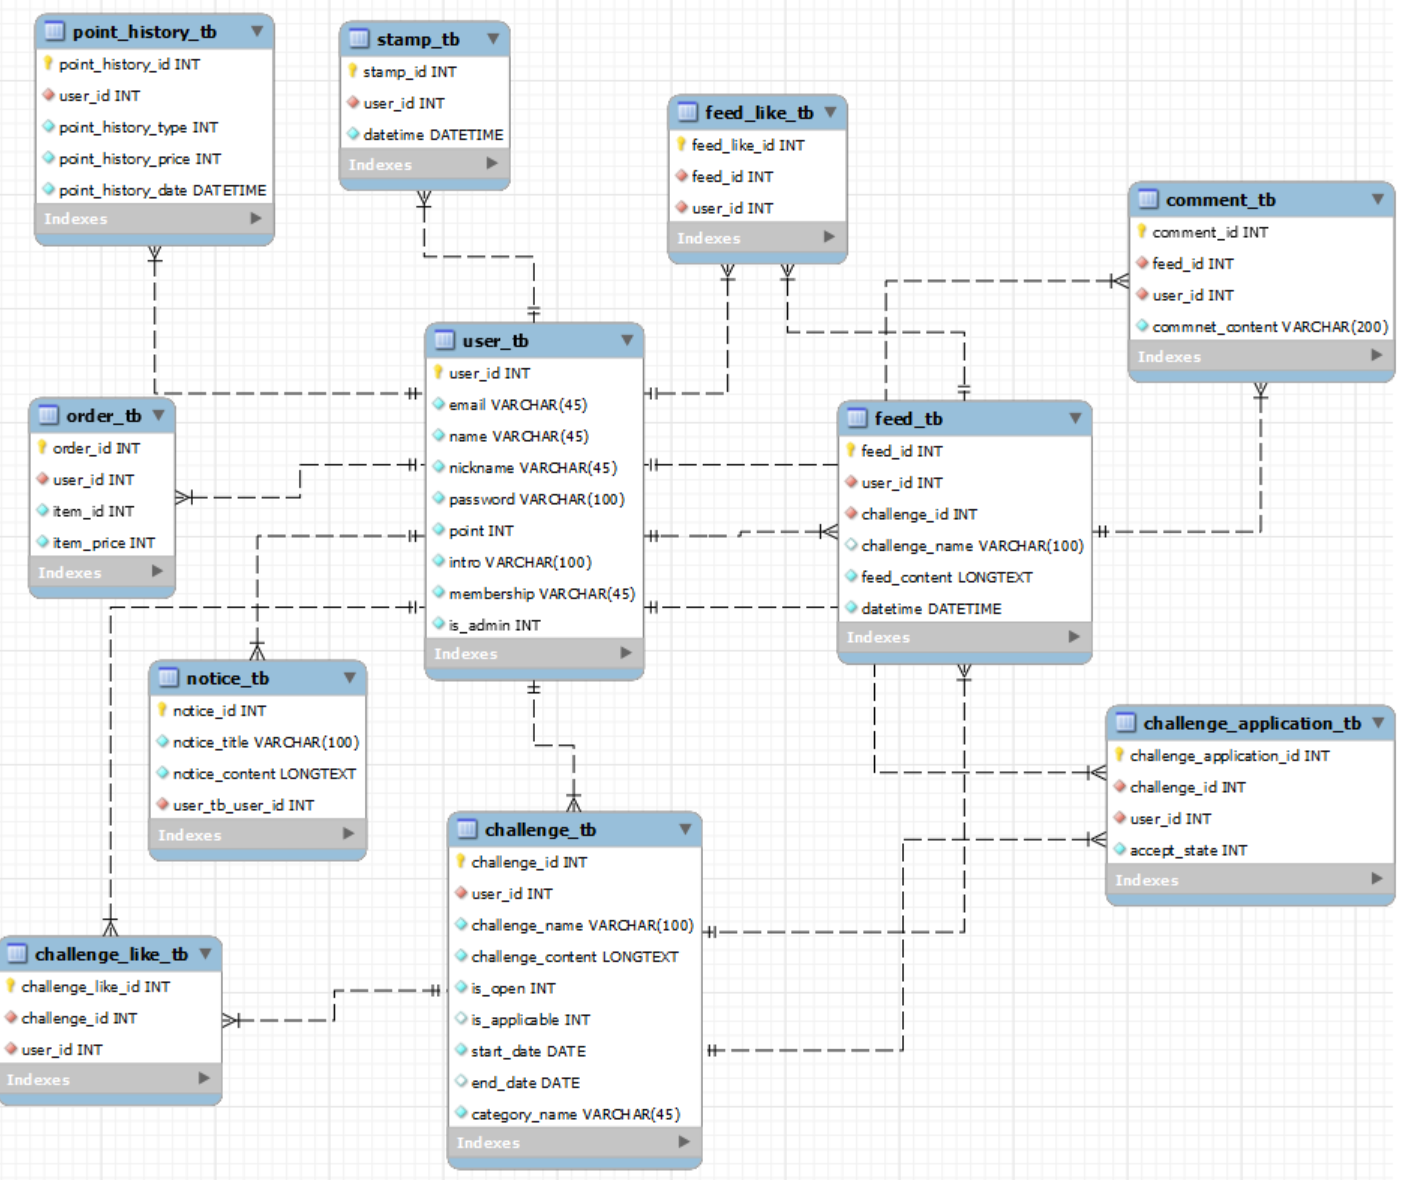 point_history_tb
point_history_id INT
user_id INT
point_history_type INT
point_history_price INT
point_history_date DATETIME
Indexes
stamp_tb
stamp_id INT
user_id INT
datetime DATETIME
Indexes
feed_like_tb
feed_like_id INT
feed_id INT
user_id INT
Indexes
comment_tb
comment_id INT
feed_id INT
user_id INT
commnet_content VARCHAR(200)
Indexes
user_tb
user_id INT
email VARCHAR(45)
name VARCHAR(45)
nickname VARCHAR(45)
password VARCHAR(100)
point INT
intro VARCHAR(100)
membership VARCHAR(45)
is_admin INT
Indexes
order_tb
order_id INT
user_id INT
item_id INT
item_price INT
Indexes
feed_tb
feed_id INT
user_id INT
challenge_id INT
challenge_name VARCHAR(100)
feed_content LONGTEXT
datetime DATETIME
Indexes
notice_tb
notice_id INT
notice_title VARCHAR(100)
notice_content LONGTEXT
user_tb_user_id INT
Indexes
challenge_application_tb
challenge_application_id INT
challenge_id INT
user_id INT
accept_state INT
Indexes
challenge_tb
challenge_id INT
user_id INT
challenge_name VARCHAR(100)
challenge_content LONGTEXT
is_open INT
is_applicable INT
start_date DATE
end_date DATE
category_name VARCHAR(45)
Indexes
challenge_like_tb
challenge_like_id INT
challenge_id INT
user_id INT
Indexes